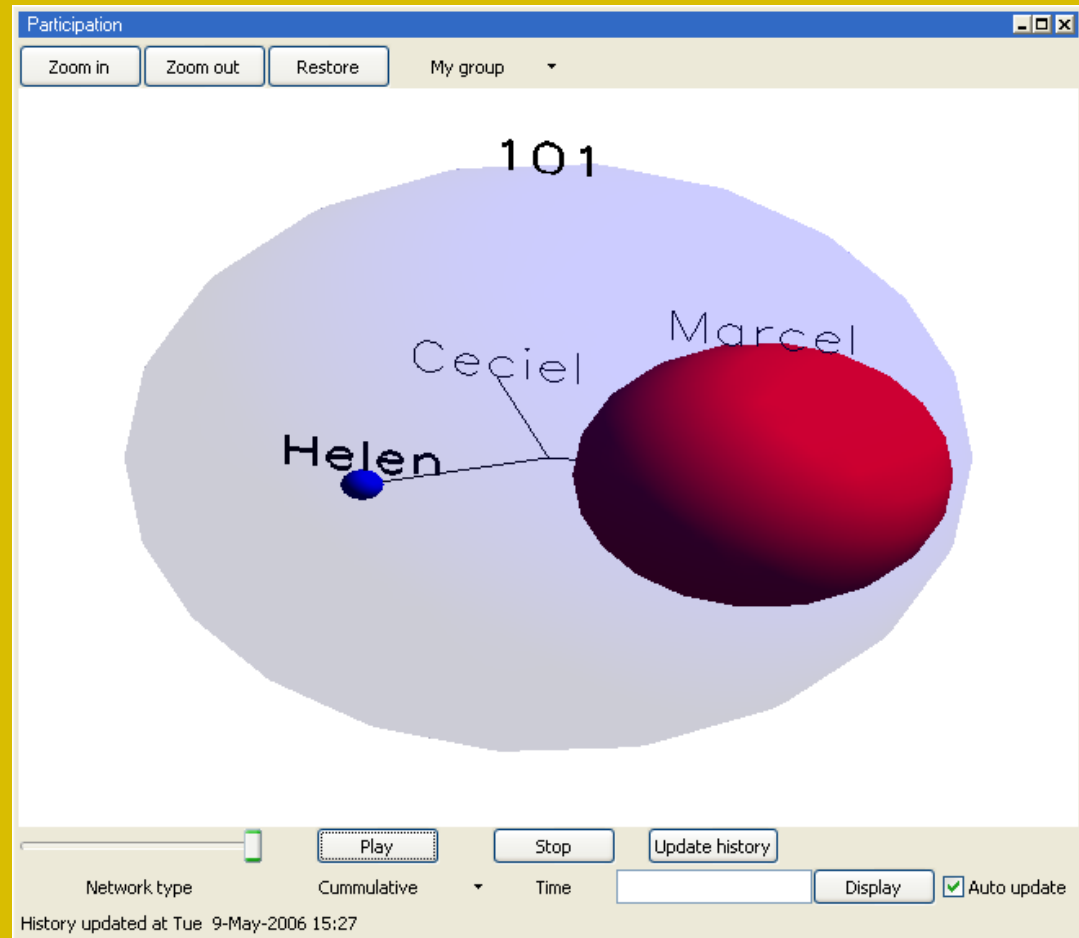 Participation
Zoom in Zoom out Restore My group
101
Marcel
Ceciel
Helen
Play Stop Update history
Network type Cummulative Time Display Auto update
History updated at Tue 9-May-2006 15:27